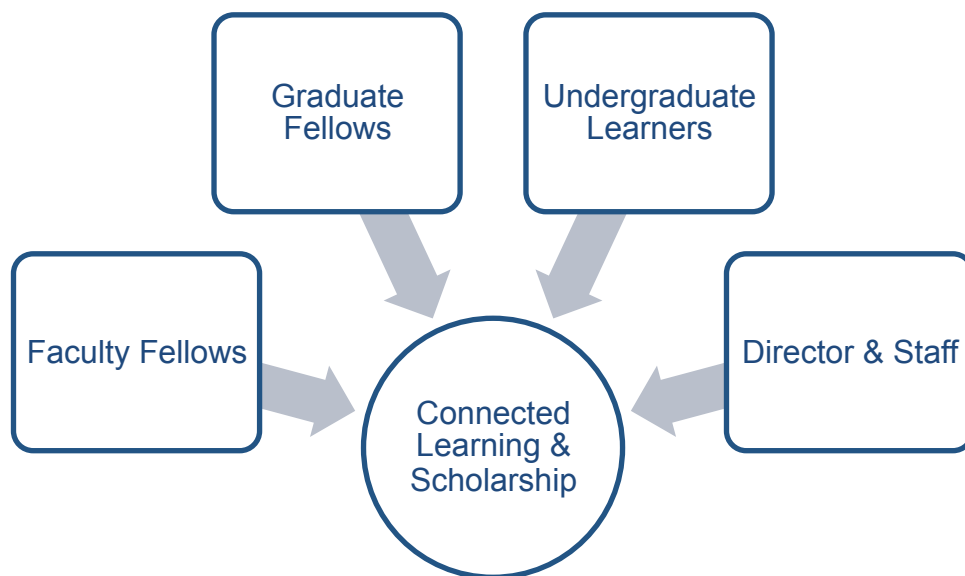 Graduate
Fellows
Undergraduate
Learners
Faculty Fellows
Director & Staff
Connected
Learning &
Scholarship